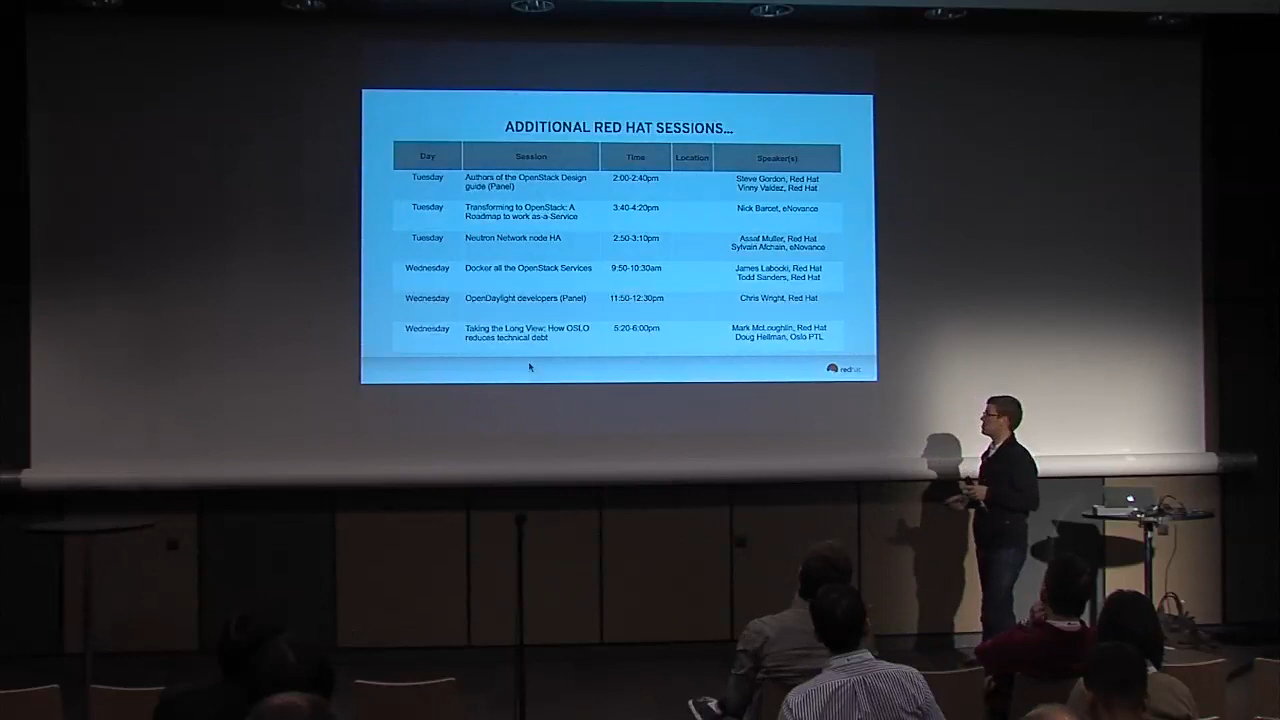 ADDITIONAL RED HAT SESSIONS...
Day Session Time Location Speaker(s)
Tuesday Authors of the OpenStack Design guide (Panel) 2:00-2:40pm Steve Gordon, Red Hat Vinny Valdez, Red Hat
Tuesday Transforming to OpenStack: A Roadmap to work as-a-Service 3:40-4:20pm Nick Barcet, eNovance
Tuesday Neutron Network node HA 2:50-3:10pm Assaf Muller, Red Hat Sylvain Afchain, eNovance
Wednesday Docker all the OpenStack Services 9:50-10:30am James Labocki, Red Hat Todd Sanders, Red Hat
Wednesday OpenDaylight developers (Panel) 11:50-12:30pm Chris Wright, Red Hat
Wednesday Taking the Long View: How OSLO reduces technical debt 5:20-6:00pm Mark McLoughlin, Red Hat Doug Hellman, Oslo PTL
redhat